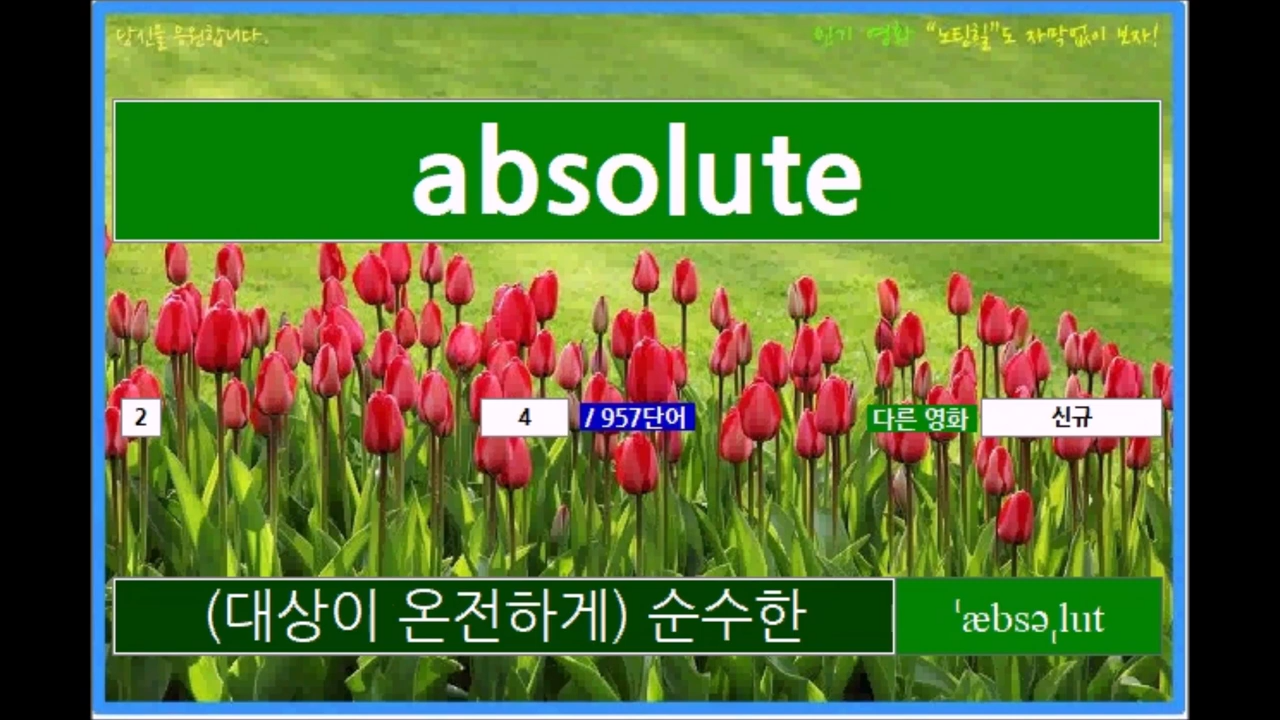 당신을 응원합니다.
인기 영화 “노팅힐”도 자막없이 보자!
absolute
2
4 / 957단어
다른 영화 신규
(대상이 온전하게) 순수한
ˈæbsəˌlut